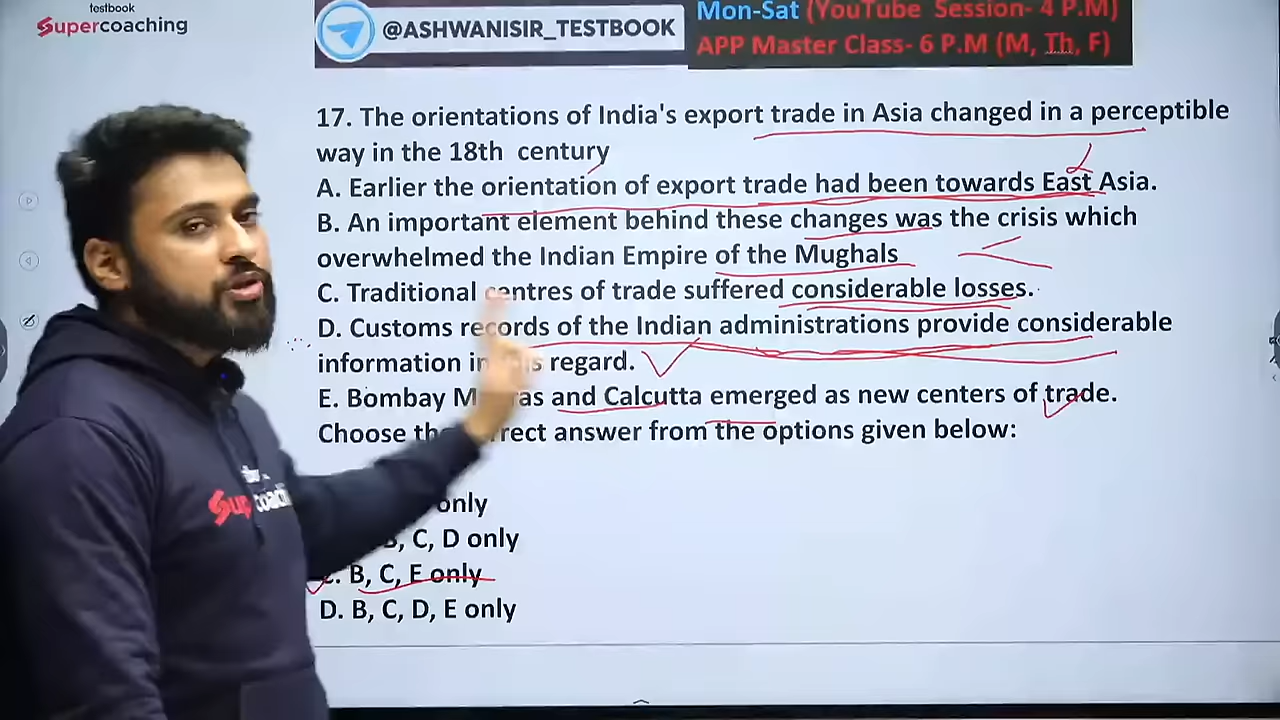 testbook
Supercoaching
@ASHWANISIR_TESTBOOK
Mon-Sat (YouTube Session- 4 P.M)
APP Master Class- 6 P.M (M, Th, F)
17. The orientations of India's export trade in Asia changed in a perceptible
way in the 18th century
A. Earlier the orientation of export trade had been towards East Asia.
B. An important element behind these changes was the crisis which
overwhelmed the Indian Empire of the Mughals
C. Traditional centres of trade suffered considerable losses.
D. Customs records of the Indian administrations provide considerable
information in regard.
E. Bombay and Calcutta emerged as new centers of trade.
Choose answer from the options given below:
only
C, D only
B, C, E only
D. B, C, D, E only